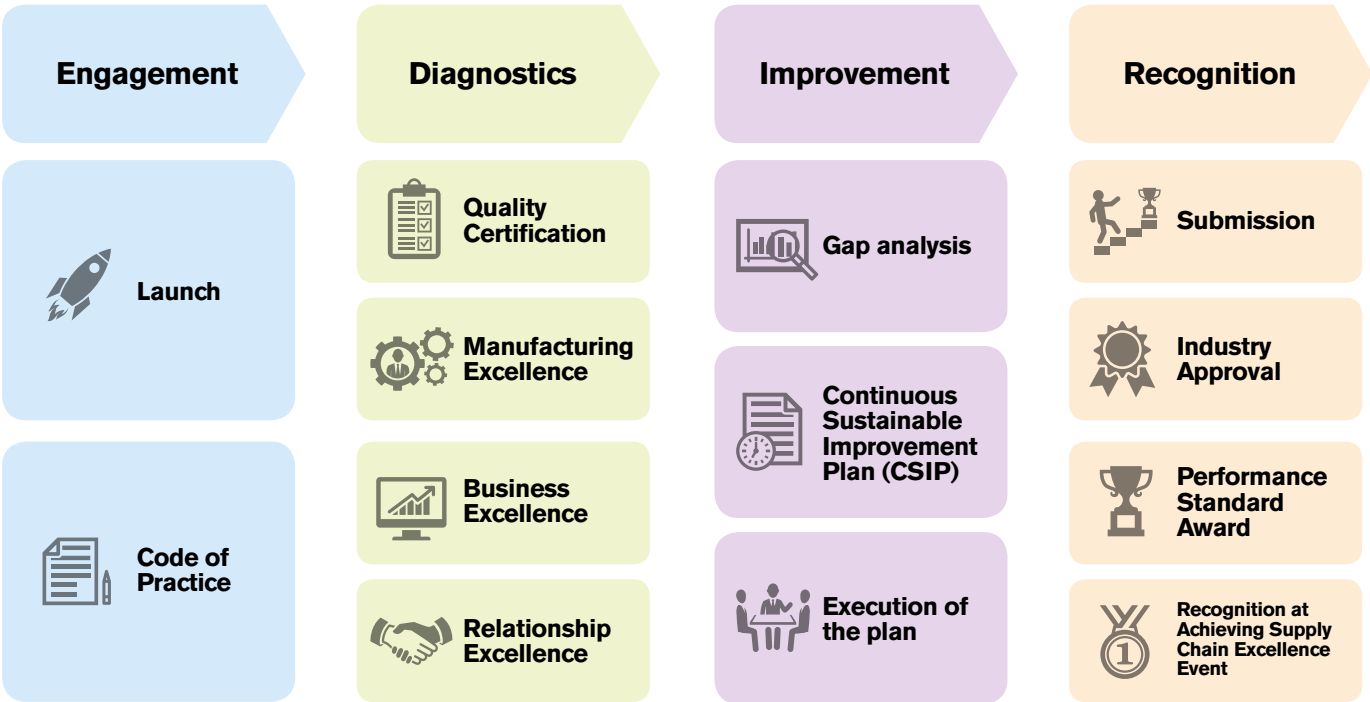 Engagement
Launch
Code of
Practice
Diagnostics
Quality
Certification
Manufacturing
Excellence
Business
Excellence
Relationship
Excellence
Improvement
Gap analysis
Continuous
Sustainable
Improvement
Plan (CSIP)
Execution of
the plan
Recognition
Submission
Industry
Approval
Performance
Standard
Award
Recognition at
Achieving Supply
Chain Excellence
Event
1